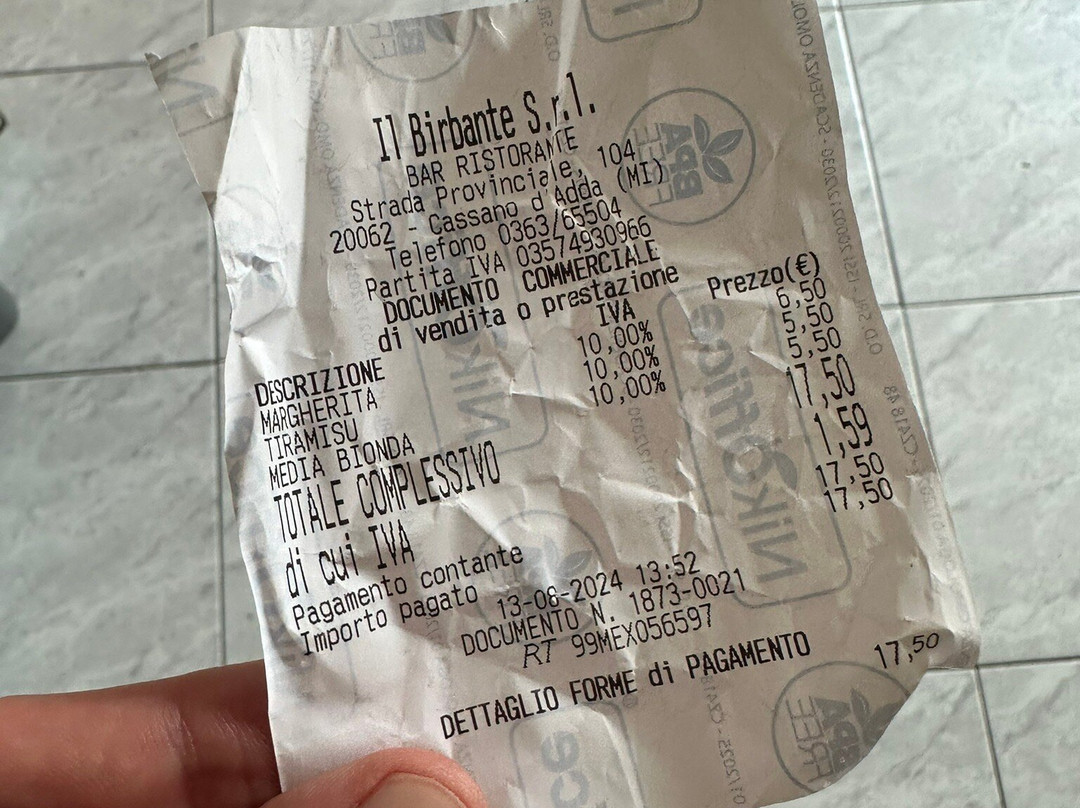 Il Birbante S.r.l.
BAR RISTORANTE
Strada Provinciale, 104
20062 - Cassano d'Adda (MI)
Telefono 0363/65504
Partita IVA 03574930966
DOCUMENTO COMMERCIALE
di vendita o prestazione
DESCRIZIONE IVA Prezzo(€)
MARGHERITA 10,00% 6,50
TIRAMISU 10,00% 5,50
MEDIA BIONDA 10,00% 5,50
TOTALE COMPLESSIVO 17,50
di cui IVA 1,59
Pagamento contante 17,50
Importo pagato 17,50
13-08-2024 13:52
DOCUMENTO N. 1873-0021
RT 99MEX056597
DETTAGLIO FORME di PAGAMENTO
17,50